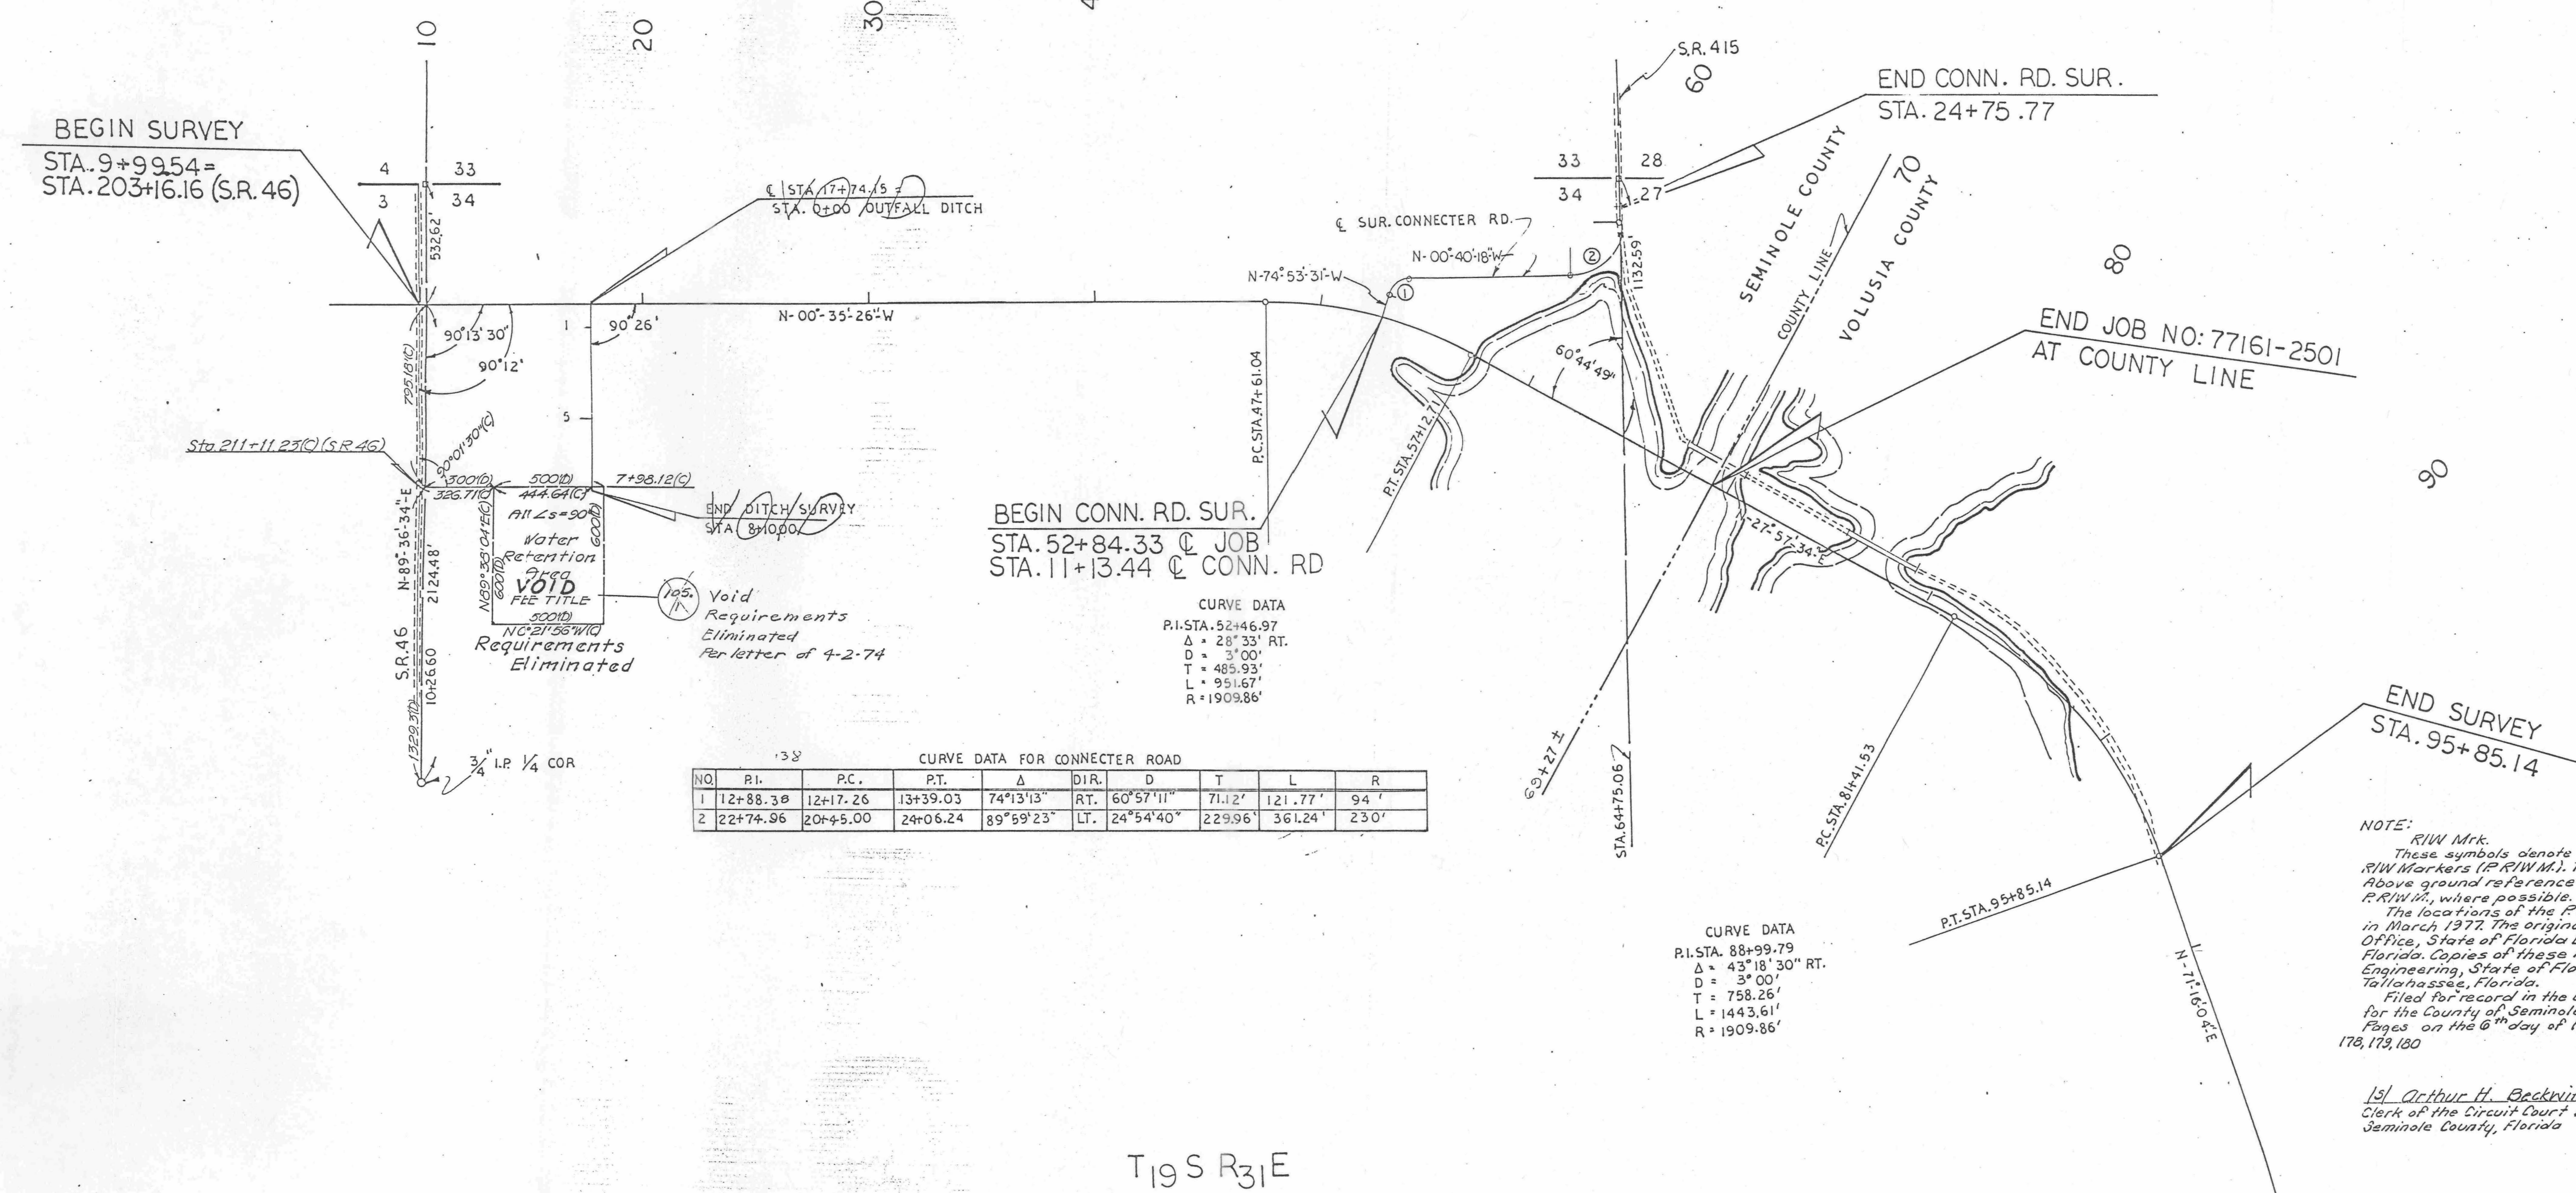 10
20
30
60
70
80
90
S.R. 415
END CONN. RD. SUR.
STA. 24+75.77
BEGIN SURVEY
STA. 9+99.54=
STA. 203+16.16 (S.R. 46)
4 33
3 34
532.62'
℄ STA. 17+74.15 =
STA. 0+00 OUTFALL DITCH
33 28
34 27
SEMINOLE COUNTY
COUNTY LINE
VOLUSIA COUNTY
℄ SUR. CONNECTER RD.
N-00°-40'-18"-W
2
N-74°-53'-31"-W
1
1132.59'
END JOB NO: 77161-2501
AT COUNTY LINE
N-00°-35'-26"-W
90°13'30"
90°12'
795.18'(C)
1
90°26'
5
60°44'49"
P.C. STA. 47+61.04
P.T. STA. 57+12.71
Sta. 211+11.23(C) (S.R. 46)
90°01'30"(C)
300'(D)
326.71(C)
500'(D)
444.64(C)
7+98.12(C)
END DITCH SURVEY
STA. 8+10.00
All ∠s=90°
Water
Retention
Area
VOID
FEE TITLE
500'(D)
N0°21'56"W(C)
N89°38'04"E(C)
600'(D)
600'(D)
Requirements
Eliminated
105.1
Void
Requirements
Eliminated
Per letter of 4-2-74
N-89°-36'-34"-E
2124.48'
S.R. 46
10+26.60
1329.3'(D)
3/4" I.P. 1/4 COR
BEGIN CONN. RD. SUR.
STA. 52+84.33 ℄ JOB
STA. 11+13.44 ℄ CONN. RD
CURVE DATA
P.I. STA. 52+46.97
Δ = 28°33' RT.
D = 3°00'
T = 485.93'
L = 951.67'
R = 1909.86'
-27°-57'-34"-E
69+27 ±
STA. 64+75.06
P.C. STA. 81+41.53
END SURVEY
STA. 95+85.14
P.T. STA. 95+85.14
N-71°-16'-04"-E
.38
CURVE DATA FOR CONNECTER ROAD
NO. P.I. P.C. P.T. Δ DIR. D T L R
1 12+88.38 12+17.26 13+39.03 74°13'13" RT. 60°57'11" 71.12' 121.77' 94'
2 22+74.96 20+45.00 24+06.24 89°59'23" LT. 24°54'40" 229.96' 361.24' 230'
CURVE DATA
P.I. STA. 88+99.79
Δ = 43°18'30" RT.
D = 3°00'
T = 758.26'
L = 1443.61'
R = 1909.86'
NOTE:
R/W Mrk.
These symbols denote
R/W Markers (P.R/W.M.).
Above ground reference
P.R/W.M., where possible.
The locations of the P.
in March 1977. The origina
Office, State of Florida
Florida. Copies of these
Engineering, State of Flo
Tallahassee, Florida.
Filed for record in the
for the County of Seminole
Pages on the 6th day of
178, 179, 180
/s/ Arthur H. Beckwi
Clerk of the Circuit Court
Seminole County, Florida
T19S R31E